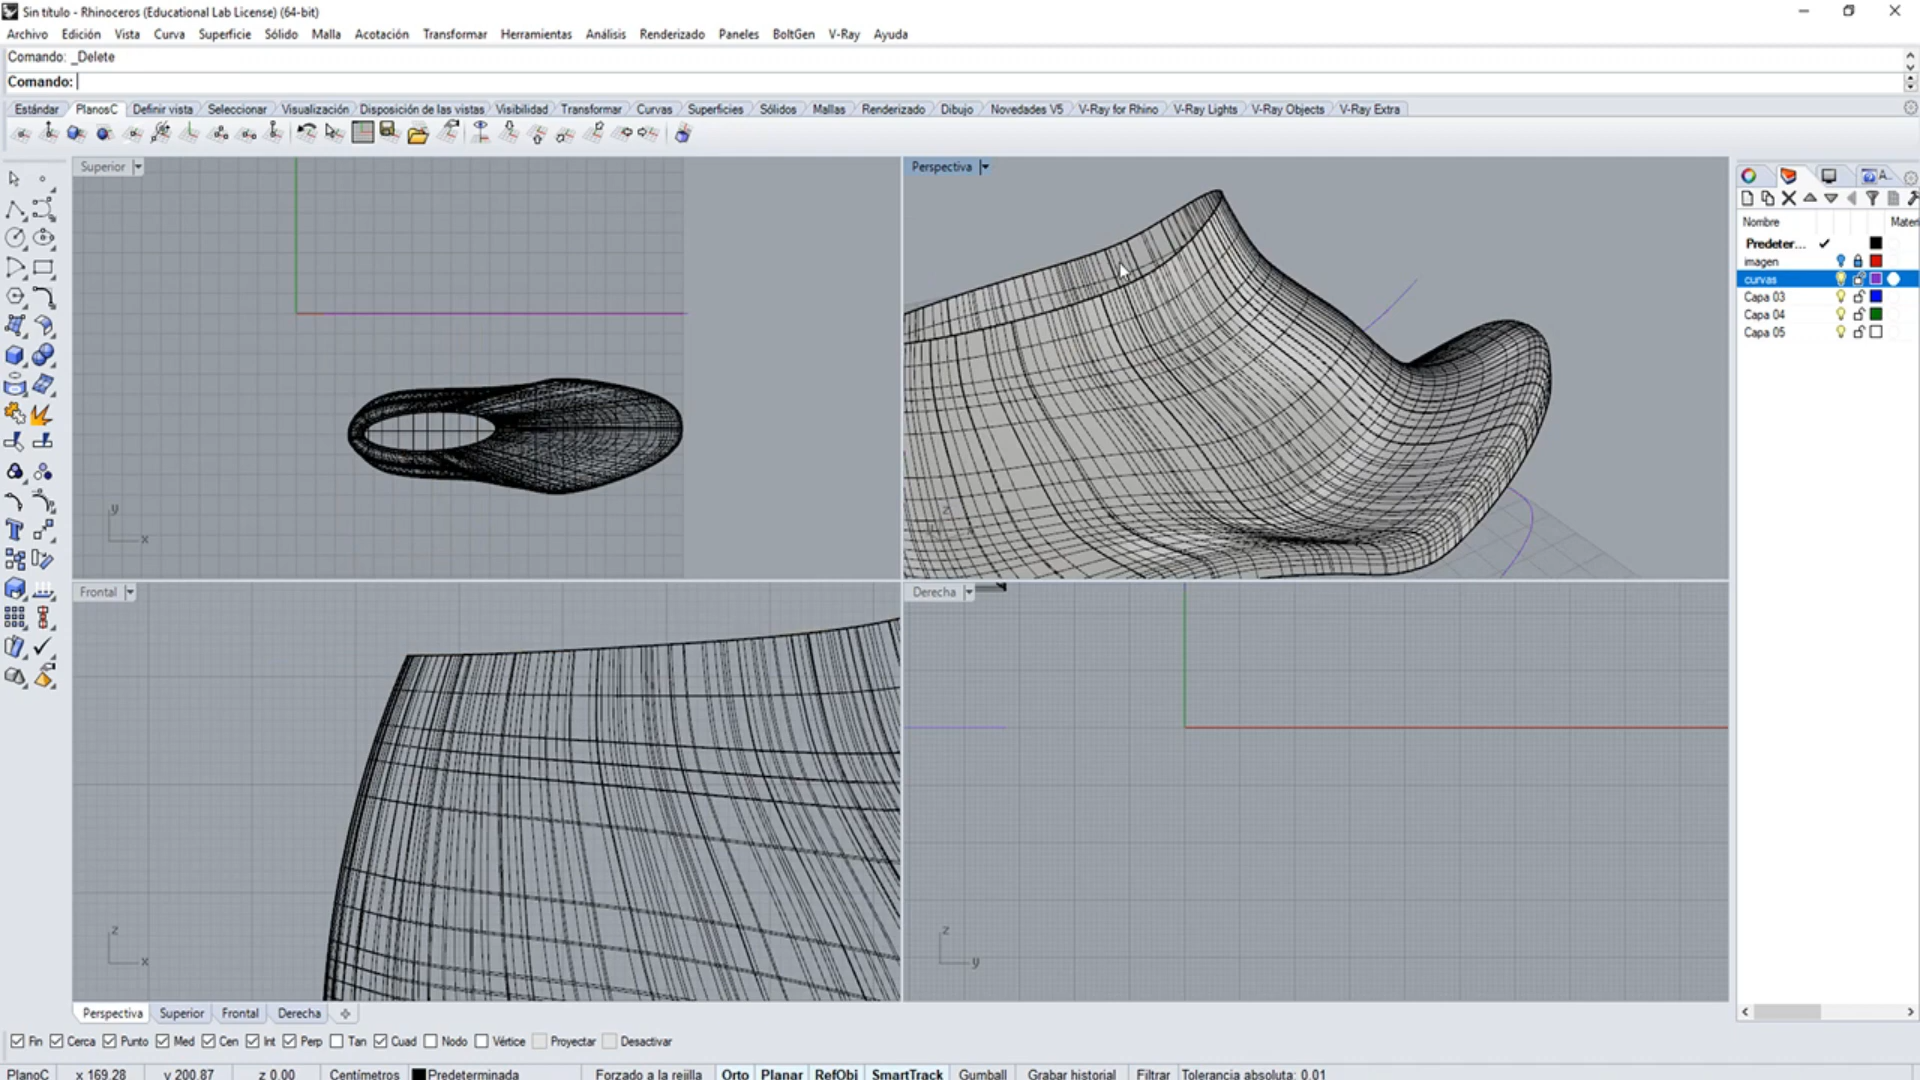 Sin título - Rhinoceros (Educational Lab License) (64-bit)
Archivo Edición Vista Curva Superficie Sólido Malla Acotación Transformar Herramientas Análisis Renderizado Paneles BoltGen V-Ray Ayuda
Comando: _Delete
Comando:
Estándar PlanosC Definir vista Seleccionar Visualización Disposición de las vistas Visibilidad Transformar Curvas Superficies Sólidos Mallas Renderizado Dibujo Novedades V5 V-Ray for Rhino V-Ray Lights V-Ray Objects V-Ray Extra
Superior
Perspectiva
A...
Nombre Materi
Predeter...
imagen
curvas
Capa 03
Capa 04
Capa 05
y
x
z
Frontal
Derecha
z
x
z
y
Perspectiva Superior Frontal Derecha
Fin Cerca Punto Med Cen Int Perp Tan Cuad Nodo Vértice Proyectar Desactivar
PlanoC x 169.28 y 200.87 z 0.00 Centímetros Predeterminada Forzado a la rejilla Orto Planar RefObj SmartTrack Gumball Grabar historial Filtrar Tolerancia absoluta: 0.01